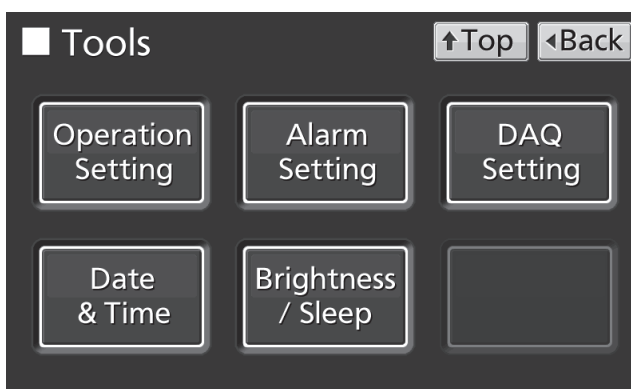 Tools
Top
Back
Operation
Setting
Alarm
Setting
DAQ
Setting
Date
& Time
Brightness
/ Sleep